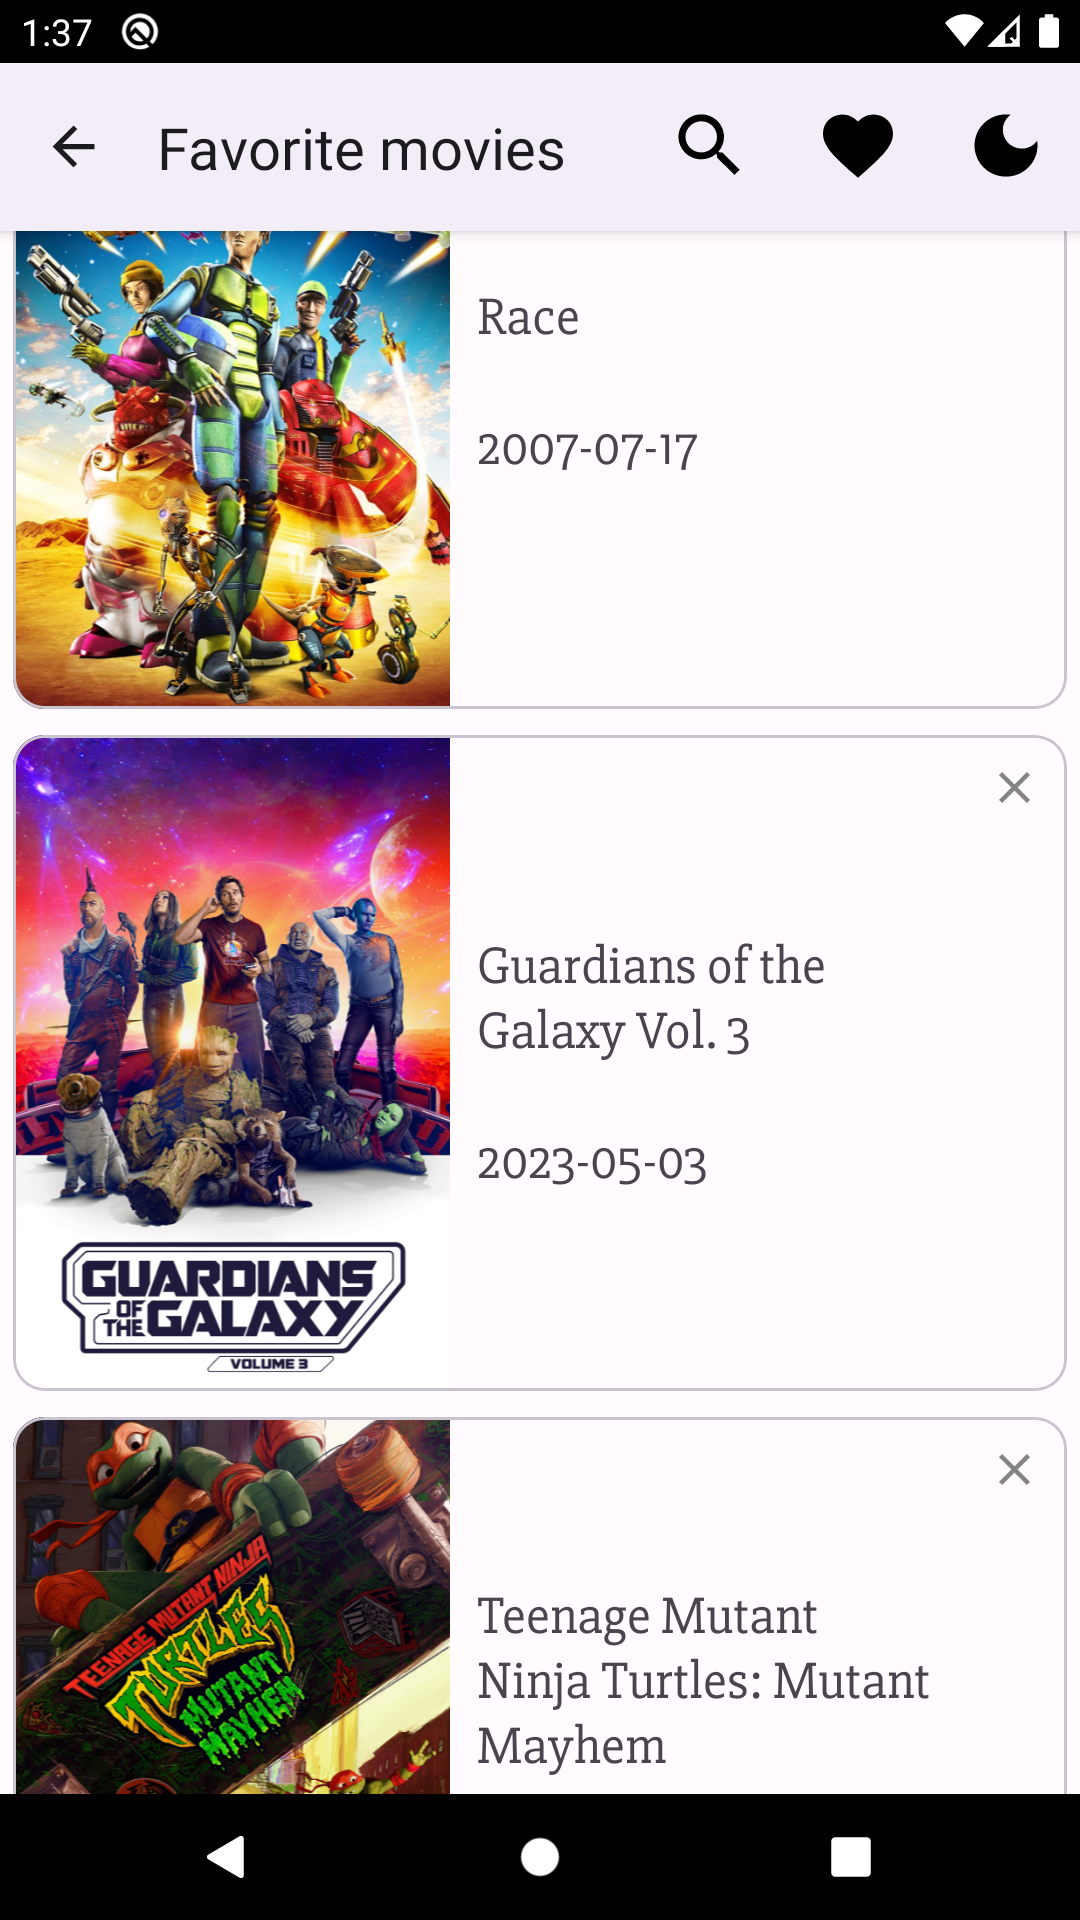 1:37
Favorite movies
Race
2007-07-17
GUARDIANS
OF THE GALAXY
VOLUME 3
Guardians of the
Galaxy Vol. 3
2023-05-03
TEENAGE MUTANT NINJA
TURTLES
MUTANT
MAYHEM
Teenage Mutant
Ninja Turtles: Mutant
Mayhem